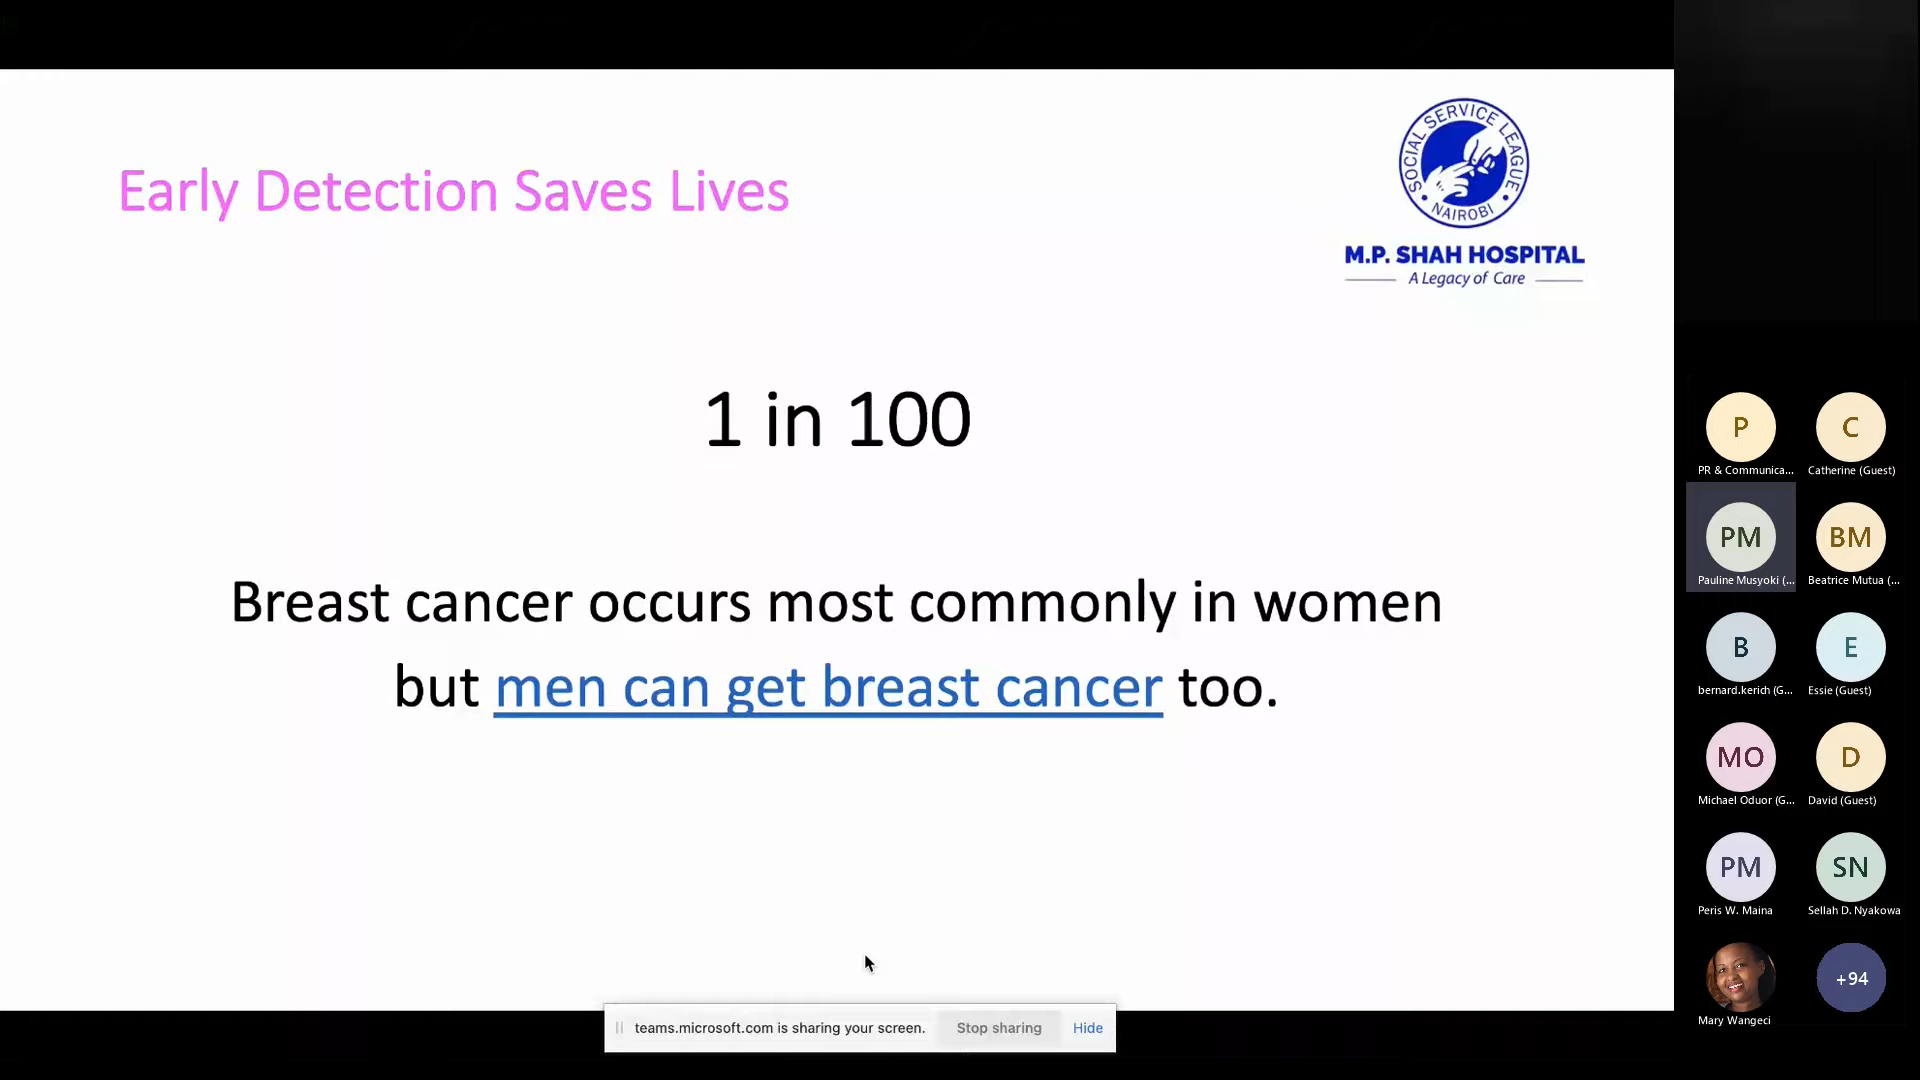 Early Detection Saves Lives
SOCIAL SERVICE LEAGUE
NAIROBI
M.P. SHAH HOSPITAL
A Legacy of Care
1 in 100
Breast cancer occurs most commonly in women
but men can get breast cancer too.
P
PR & Communica...
C
Catherine (Guest)
PM
Pauline Musyoki (...
BM
Beatrice Mutua (...
B
bernard.kerich (G...
E
Essie (Guest)
MO
Michael Oduor (G...
D
David (Guest)
PM
Peris W. Maina
SN
Sellah D. Nyakowa
Mary Wangeci
+94
teams.microsoft.com is sharing your screen.
Stop sharing
Hide